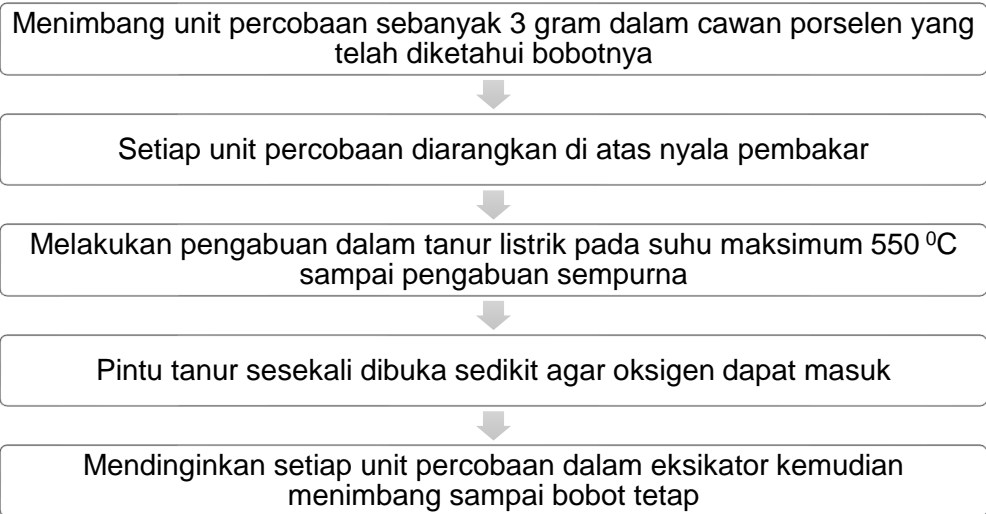 Menimbang unit percobaan sebanyak 3 gram dalam cawan porselen yang
telah diketahui bobotnya
Setiap unit percobaan diarangkan di atas nyala pembakar
Melakukan pengabuan dalam tanur listrik pada suhu maksimum 550 ⁰C
sampai pengabuan sempurna
Pintu tanur sesekali dibuka sedikit agar oksigen dapat masuk
Mendinginkan setiap unit percobaan dalam eksikator kemudian
menimbang sampai bobot tetap